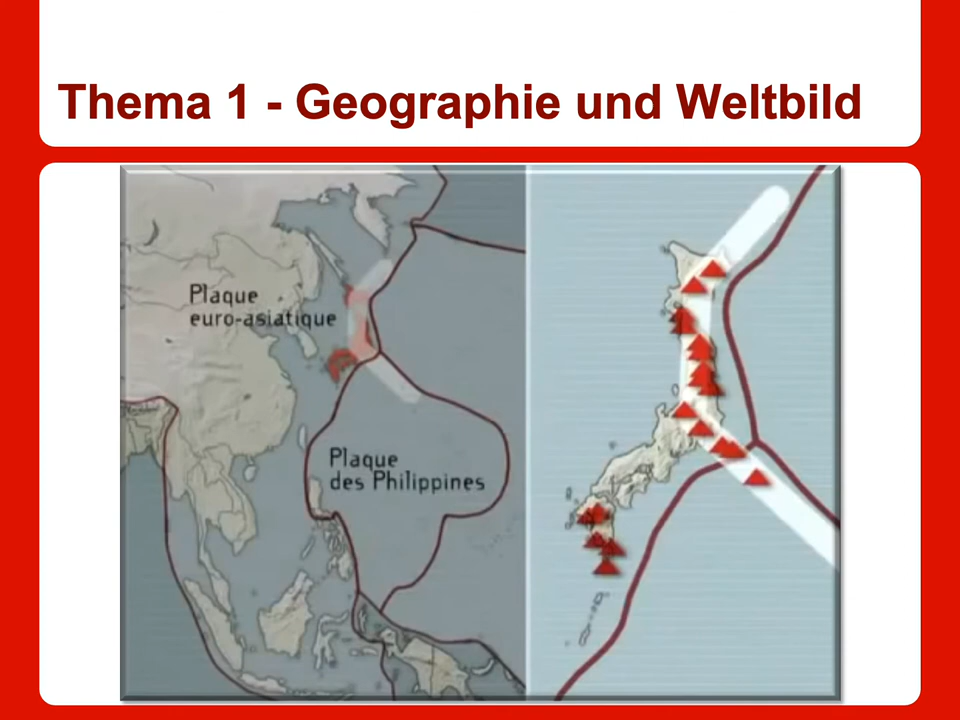 Thema 1 - Geographie und Weltbild
Plaque
euro-asiatique
Plaque
des Philippines